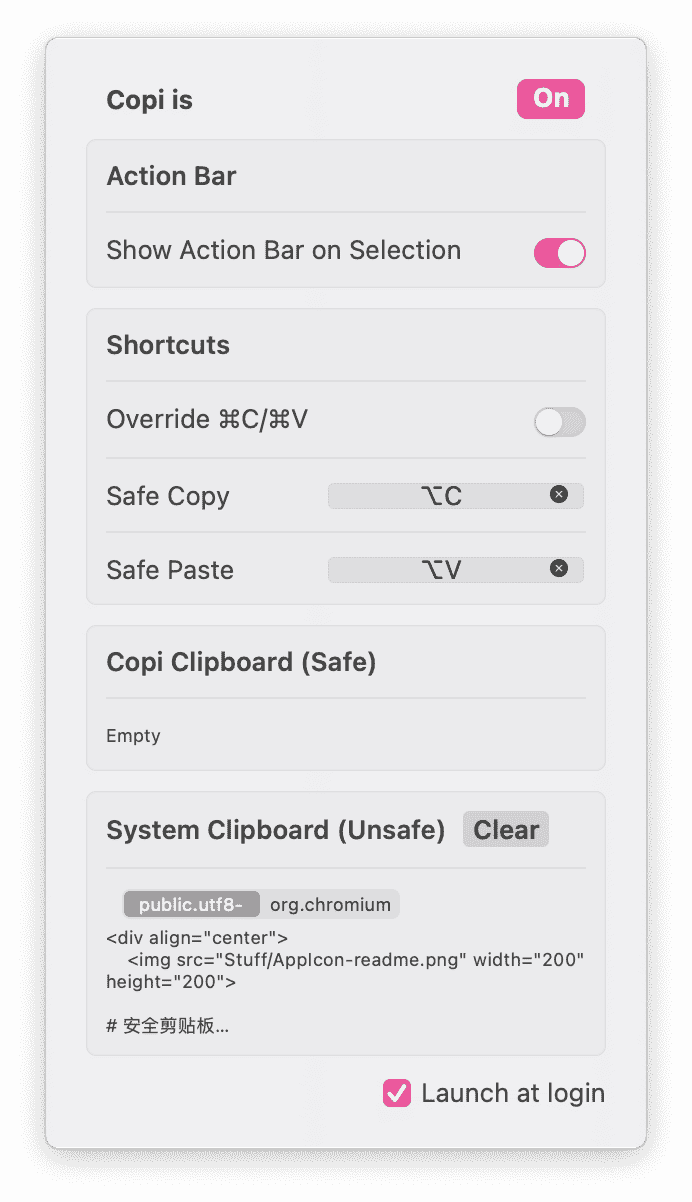 Copi is
On
Action Bar
Show Action Bar on Selection
Shortcuts
Override ⌘C/⌘V
Safe Copy ⌥C
Safe Paste ⌥V
Copi Clipboard (Safe)
Empty
System Clipboard (Unsafe) Clear
public.utf8- org.chromium
<div align="center">
<img src="Stuff/AppIcon-readme.png" width="200"
height="200">
# 安全剪贴板...
Launch at login